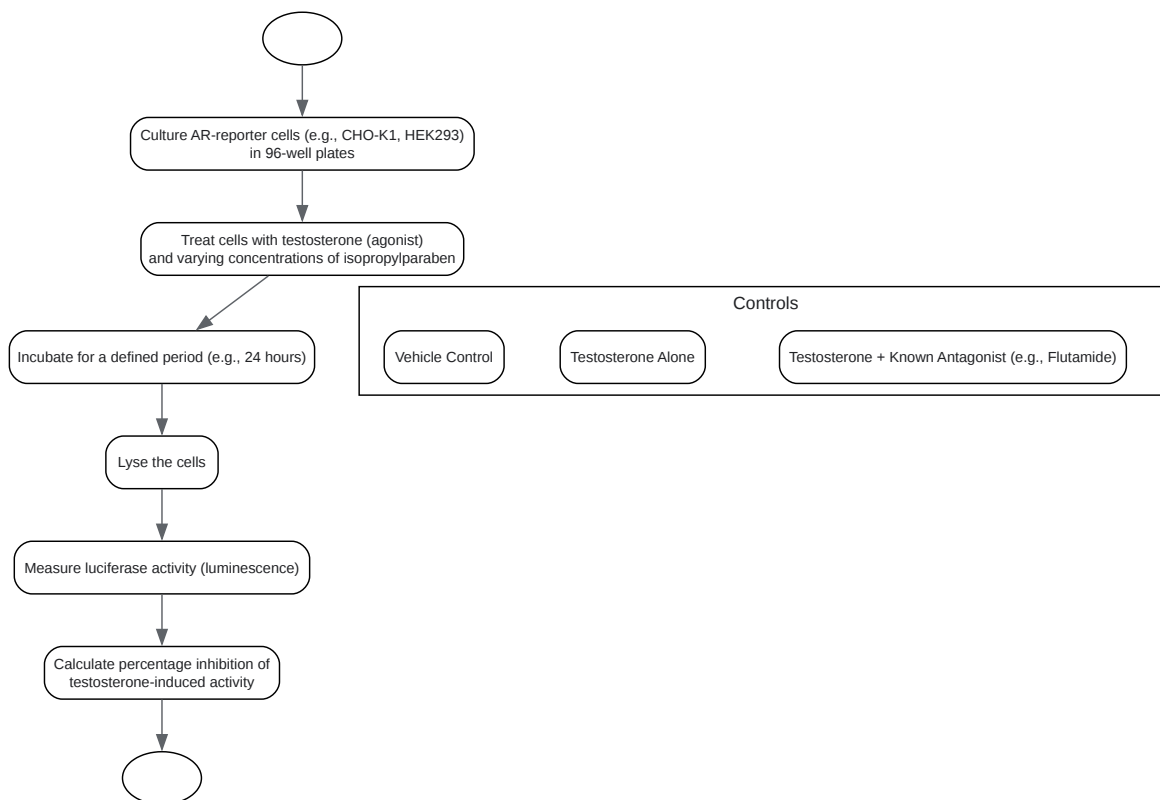 Culture AR-reporter cells (e.g., CHO-K1, HEK293)
in 96-well plates
Treat cells with testosterone (agonist)
and varying concentrations of isopropylparaben
Controls
Incubate for a defined period (e.g., 24 hours)
Vehicle Control
Testosterone Alone
Testosterone + Known Antagonist (e.g., Flutamide)
Lyse the cells
Measure luciferase activity (luminescence)
Calculate percentage inhibition of
testosterone-induced activity